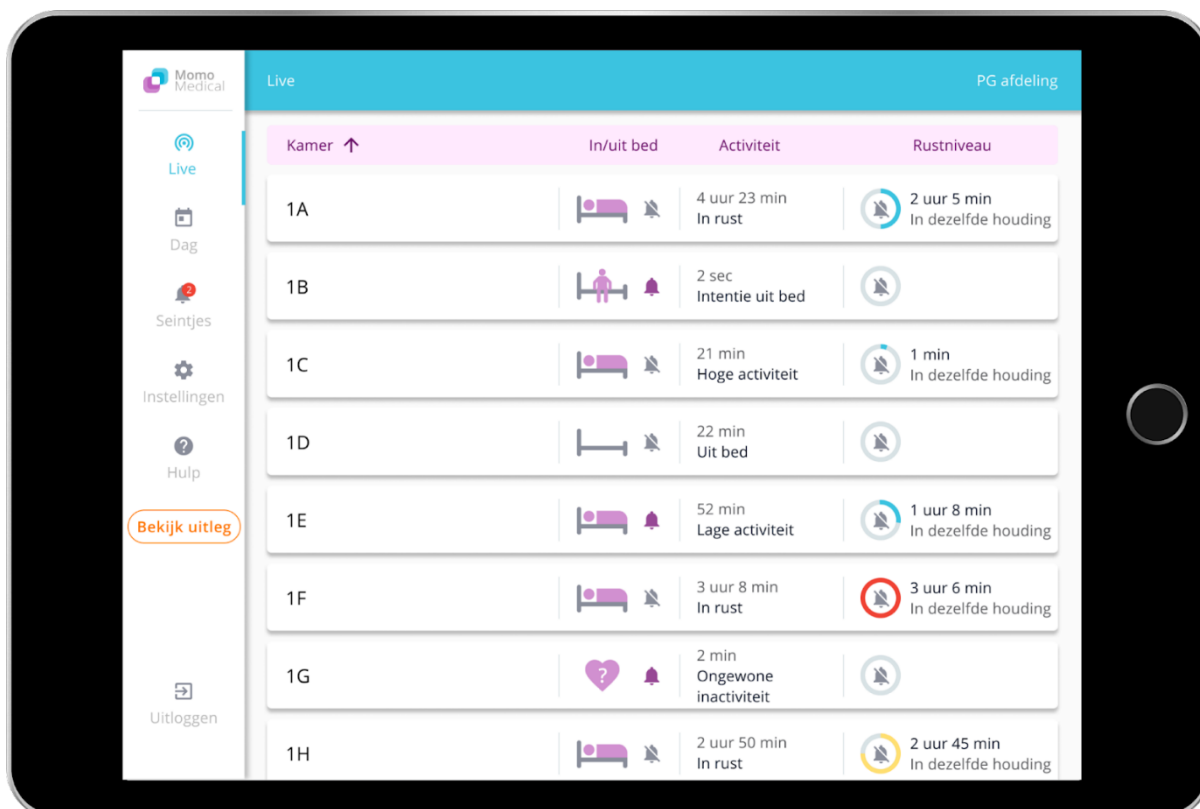 Momo
Medical
Live
PG afdeling
Live
Dag
2
Seintjes
Instellingen
Hulp
Bekijk uitleg
Uitloggen
Kamer ↑ In/uit bed Activiteit Rustniveau
1A
4 uur 23 min
In rust
2 uur 5 min
In dezelfde houding
1B
2 sec
Intentie uit bed
1C
21 min
Hoge activiteit
1 min
In dezelfde houding
1D
22 min
Uit bed
1E
52 min
Lage activiteit
1 uur 8 min
In dezelfde houding
1F
3 uur 8 min
In rust
3 uur 6 min
In dezelfde houding
1G
?
2 min
Ongewone
inactiviteit
1H
2 uur 50 min
In rust
2 uur 45 min
In dezelfde houding